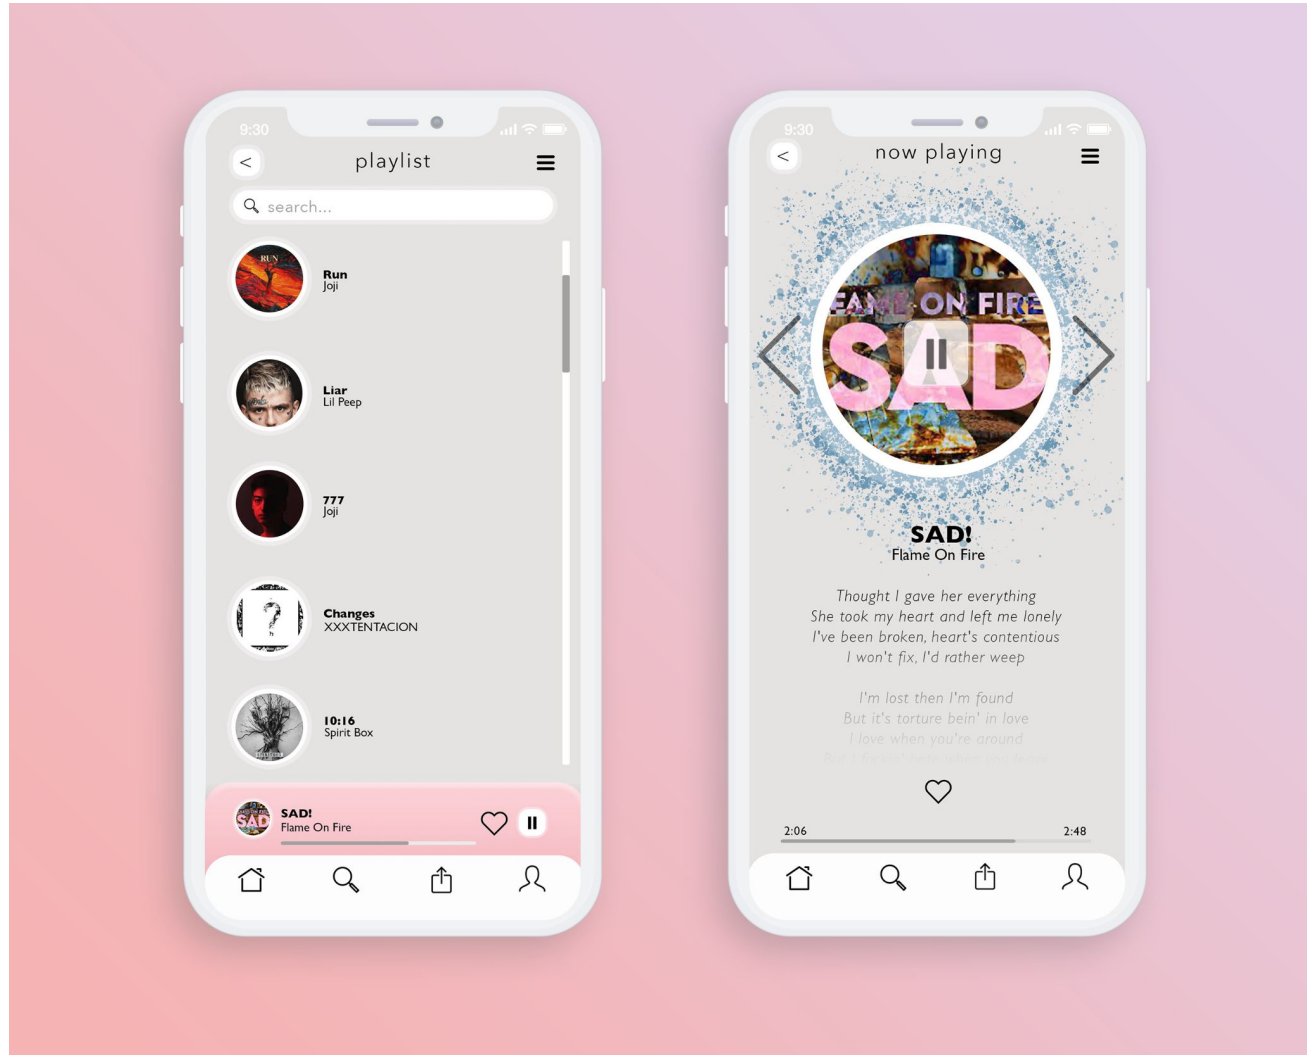 9:30
<
playlist
search...
RUN
Run
Joji
Liar
Lil Peep
777
Joji
?
Changes
XXXTENTACION
10:16
Spirit Box
SAD
SAD!
Flame On Fire
9:30
<
now playing
FAME ON FIRE
SAD
SAD!
Flame On Fire
Thought I gave her everything
She took my heart and left me lonely
I've been broken, heart's contentious
I won't fix, I'd rather weep
I'm lost then I'm found
But it's torture bein' in love
I love when you're around
2:06
2:48